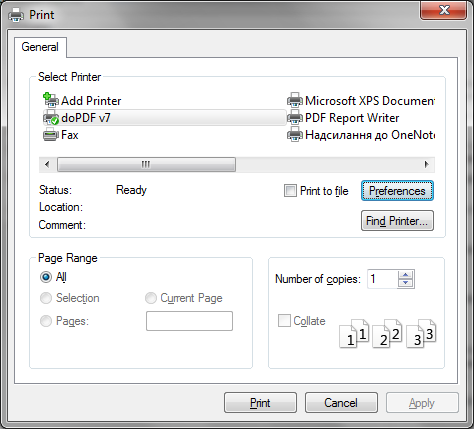 Print
General
Select Printer
Add Printer
Microsoft XPS Document
doPDF v7
PDF Report Writer
Fax
Надсилання до OneNote
Status: Ready
Print to file
Preferences
Location:
Comment:
Find Printer...
Page Range
All
Selection
Current Page
Pages:
Number of copies: 1
Collate
1 1 2 2 3 3
Print
Cancel
Apply